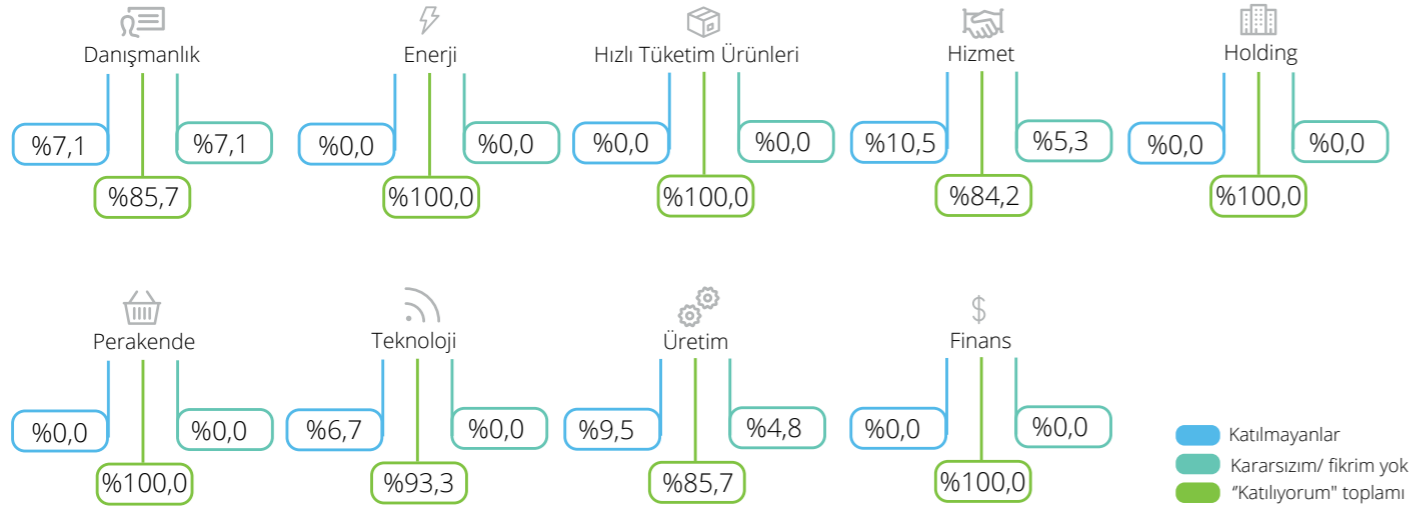 Danışmanlık
%7,1
%7,1
%85,7
Enerji
%0,0
%0,0
%100,0
Hızlı Tüketim Ürünleri
%0,0
%0,0
%100,0
Hizmet
%10,5
%5,3
%84,2
Holding
%0,0
%0,0
%100,0
Perakende
%0,0
%0,0
%100,0
Teknoloji
%6,7
%0,0
%93,3
Üretim
%9,5
%4,8
%85,7
$
Finans
%0,0
%0,0
%100,0
Katılmayanlar
Kararsızım/ fikrim yok
"Katılıyorum" toplamı